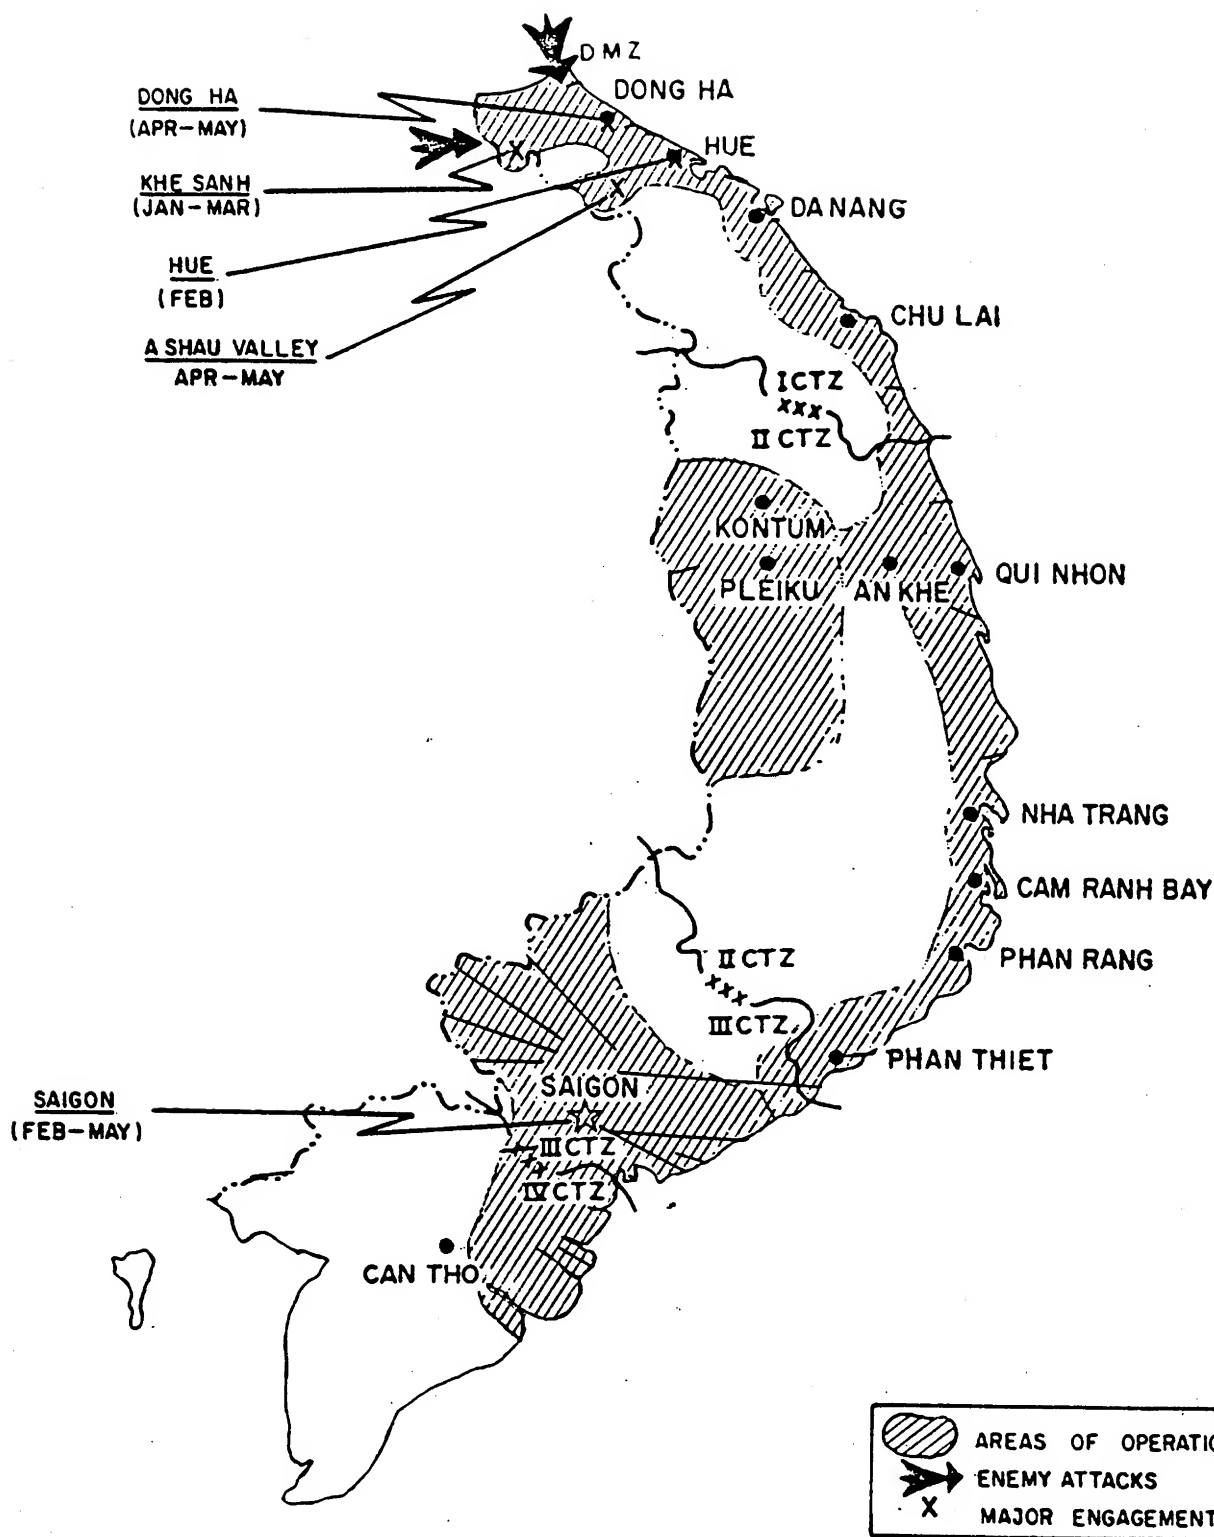 DMZ
DONG HA
DONG HA
(APR-MAY)
HUE
KHE SANH
(JAN-MAR)
DA NANG
HUE
(FEB)
CHU LAI
A SHAU VALLEY
APR-MAY
I CTZ
XXX
II CTZ
KONTUM
PLEIKU
AN KHE
QUI NHON
NHA TRANG
CAM RANH BAY
II CTZ
XXX
III CTZ
PHAN RANG
PHAN THIET
SAIGON
SAIGON
(FEB-MAY)
III CTZ
XXX
IV CTZ
CAN THO
AREAS OF OPERATIO
ENEMY ATTACKS
X MAJOR ENGAGEMENT